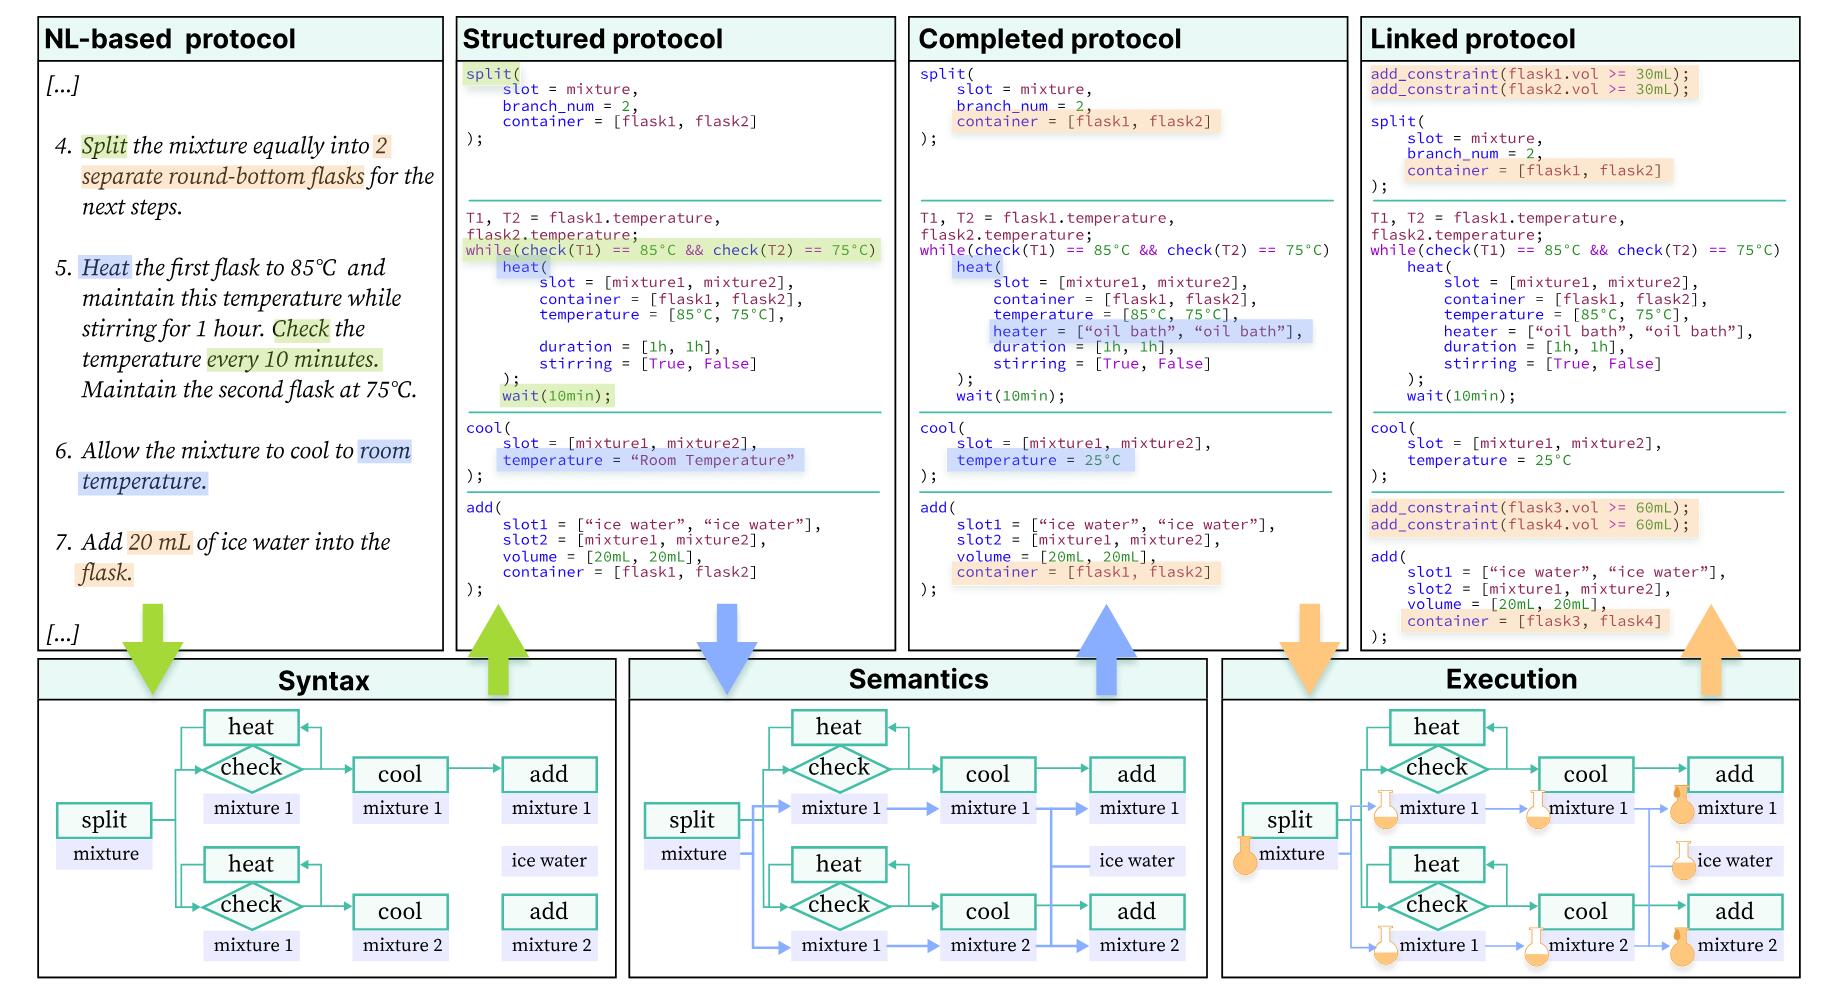 NL-based protocol
[...]
4. Split the mixture equally into 2
separate round-bottom flasks for the
next steps.
5. Heat the first flask to 85℃ and
maintain this temperature while
stirring for 1 hour. Check the
temperature every 10 minutes.
Maintain the second flask at 75℃.
6. Allow the mixture to cool to room
temperature.
7. Add 20 mL of ice water into the
flask.
[...]
Structured protocol
split(
slot = mixture,
branch_num = 2,
container = [flask1, flask2]
);
T1, T2 = flask1.temperature,
flask2.temperature;
while(check(T1) == 85°C && check(T2) == 75°C)
heat(
slot = [mixture1, mixture2],
container = [flask1, flask2],
temperature = [85°C, 75°C],
duration = [1h, 1h],
stirring = [True, False]
);
wait(10min);
cool(
slot = [mixture1, mixture2],
temperature = “Room Temperature”
);
add(
slot1 = [“ice water”, “ice water”],
slot2 = [mixture1, mixture2],
volume = [20mL, 20mL],
container = [flask1, flask2]
);
Completed protocol
split(
slot = mixture,
branch_num = 2,
container = [flask1, flask2]
);
T1, T2 = flask1.temperature,
flask2.temperature;
while(check(T1) == 85°C && check(T2) == 75°C)
heat(
slot = [mixture1, mixture2],
container = [flask1, flask2],
temperature = [85°C, 75°C],
heater = [“oil bath”, “oil bath”],
duration = [1h, 1h],
stirring = [True, False]
);
wait(10min);
cool(
slot = [mixture1, mixture2],
temperature = 25°C
);
add(
slot1 = [“ice water”, “ice water”],
slot2 = [mixture1, mixture2],
volume = [20mL, 20mL],
container = [flask1, flask2]
);
Linked protocol
add_constraint(flask1.vol >= 30mL);
add_constraint(flask2.vol >= 30mL);
split(
slot = mixture,
branch_num = 2,
container = [flask1, flask2]
);
T1, T2 = flask1.temperature,
flask2.temperature;
while(check(T1) == 85°C && check(T2) == 75°C)
heat(
slot = [mixture1, mixture2],
container = [flask1, flask2],
temperature = [85°C, 75°C],
heater = [“oil bath”, “oil bath”],
duration = [1h, 1h],
stirring = [True, False]
);
wait(10min);
cool(
slot = [mixture1, mixture2],
temperature = 25°C
);
add_constraint(flask3.vol >= 60mL);
add_constraint(flask4.vol >= 60mL);
add(
slot1 = [“ice water”, “ice water”],
slot2 = [mixture1, mixture2],
volume = [20mL, 20mL],
container = [flask3, flask4]
);
Syntax
heat
check
cool
add
mixture 1
mixture 1
mixture 1
split
mixture
heat
ice water
check
cool
add
mixture 1
mixture 2
mixture 2
Semantics
heat
check
cool
add
mixture 1
mixture 1
mixture 1
split
mixture
heat
ice water
check
cool
add
mixture 1
mixture 2
mixture 2
Execution
heat
check
cool
add
mixture 1
mixture 1
mixture 1
split
mixture
heat
ice water
check
cool
add
mixture 1
mixture 2
mixture 2